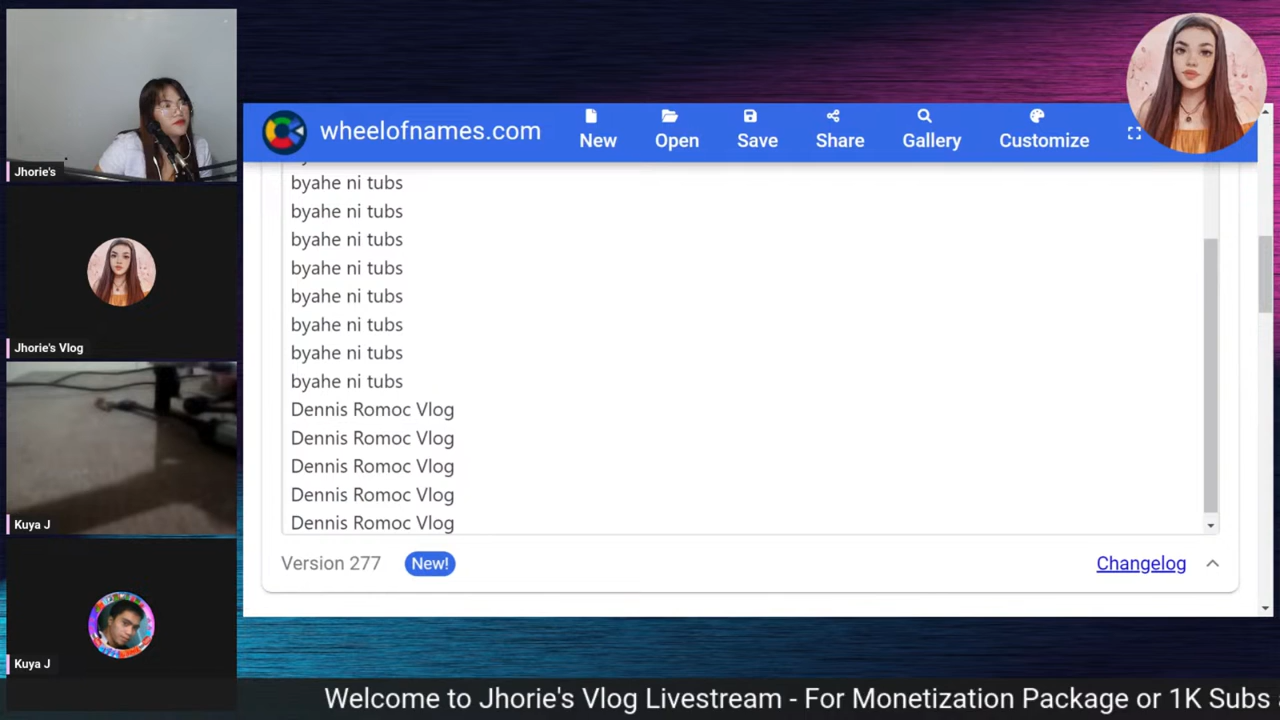 Jhorie's
Jhorie's Vlog
Kuya J
Kuya J
wheelofnames.com
New
Open
Save
Share
Gallery
Customize
byahe ni tubs
byahe ni tubs
byahe ni tubs
byahe ni tubs
byahe ni tubs
byahe ni tubs
byahe ni tubs
byahe ni tubs
Dennis Romoc Vlog
Dennis Romoc Vlog
Dennis Romoc Vlog
Dennis Romoc Vlog
Dennis Romoc Vlog
Version 277 New! Changelog
Welcome to Jhorie's Vlog Livestream - For Monetization Package or 1K Subs